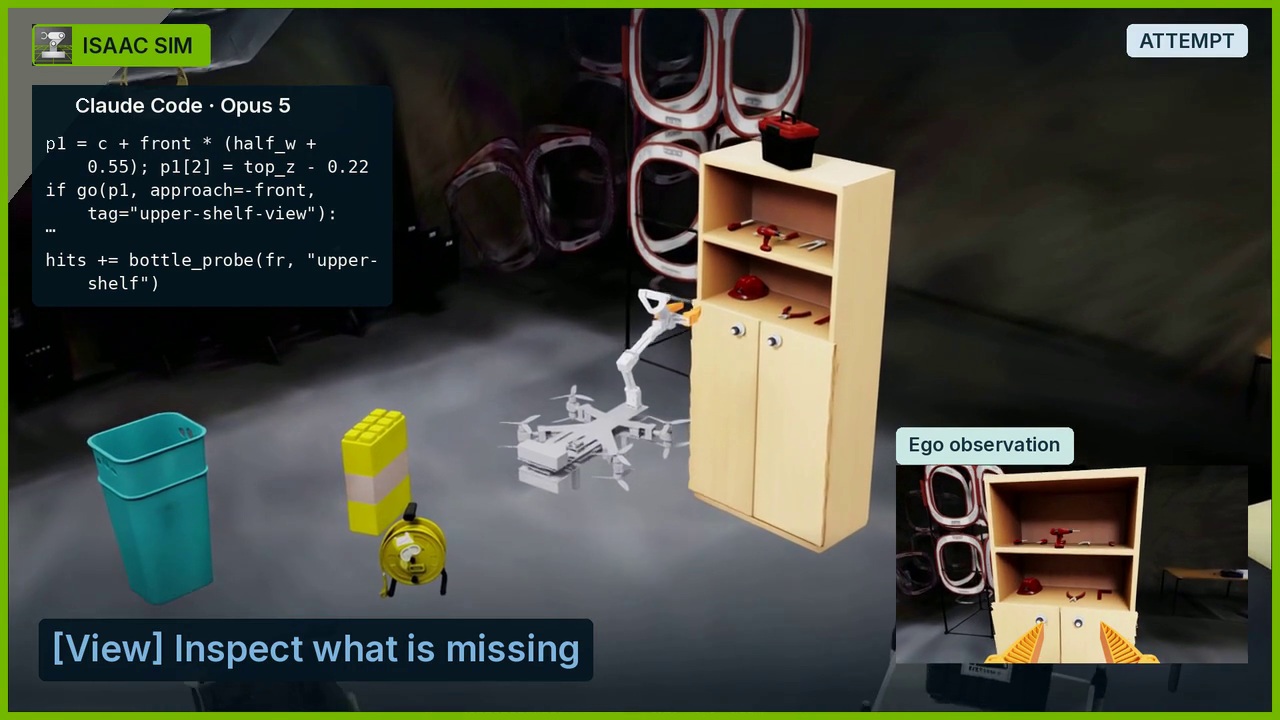 ISAAC SIM
ATTEMPT
Claude Code · Opus 5
p1 = c + front * (half_w +
0.55); p1[2] = top_z - 0.22
if go(p1, approach=-front,
tag="upper-shelf-view"):
…
hits += bottle_probe(fr, "upper-
shelf")
Ego observation
[View] Inspect what is missing